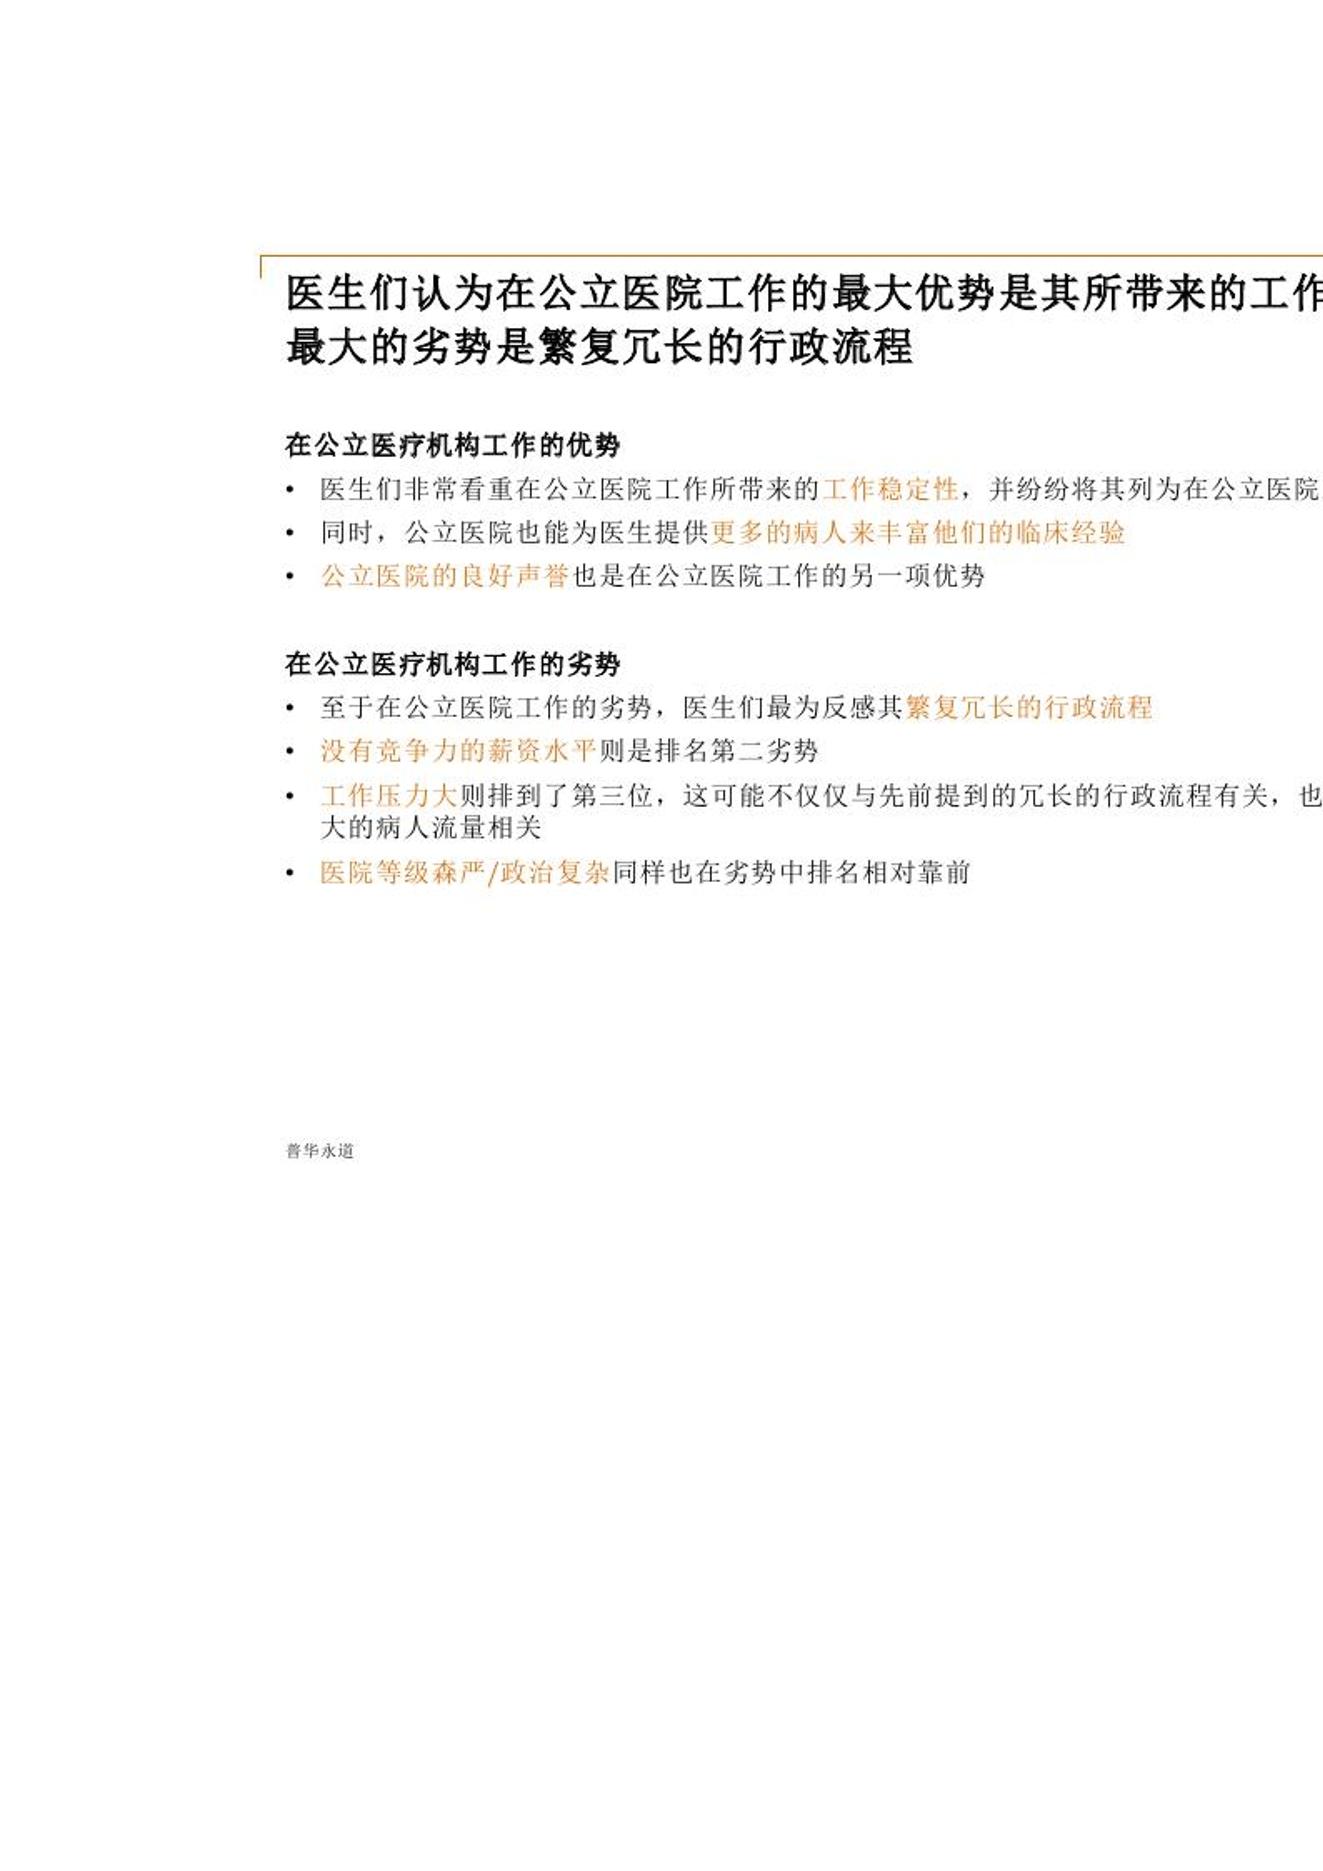 医生们认为在公立医院工作的最大优势是其所带来的工作
最大的劣势是繁复冗长的行政流程
在公立医疗机构工作的优势
• 医生们非常看重在公立医院工作所带来的工作稳定性，并纷纷将其列为在公立医院
• 同时，公立医院也能为医生提供更多的病人来丰富他们的临床经验
• 公立医院的良好声誉也是在公立医院工作的另一项优势
在公立医疗机构工作的劣势
• 至于在公立医院工作的劣势，医生们最为反感其繁复冗长的行政流程
• 没有竞争力的薪资水平则是排名第二劣势
• 工作压力大则排到了第三位，这可能不仅仅与先前提到的冗长的行政流程有关，也
大的病人流量相关
• 医院等级森严/政治复杂同样也在劣势中排名相对靠前
普华永道